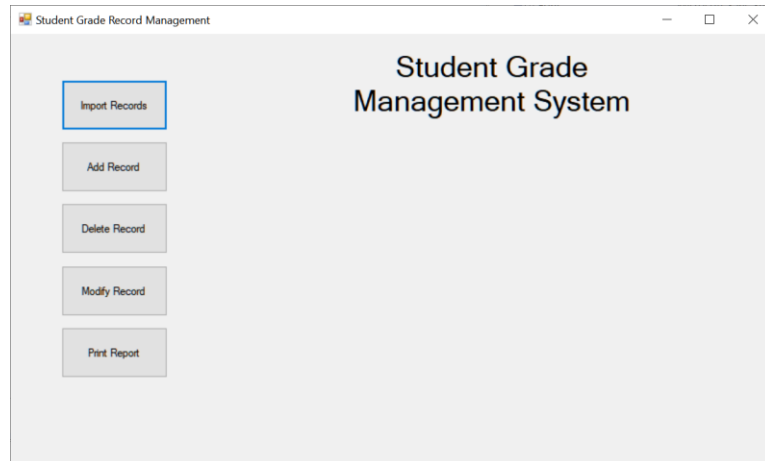 Student Grade Record Management
Student Grade
Management System
Import Records
Add Record
Delete Record
Modify Record
Print Report